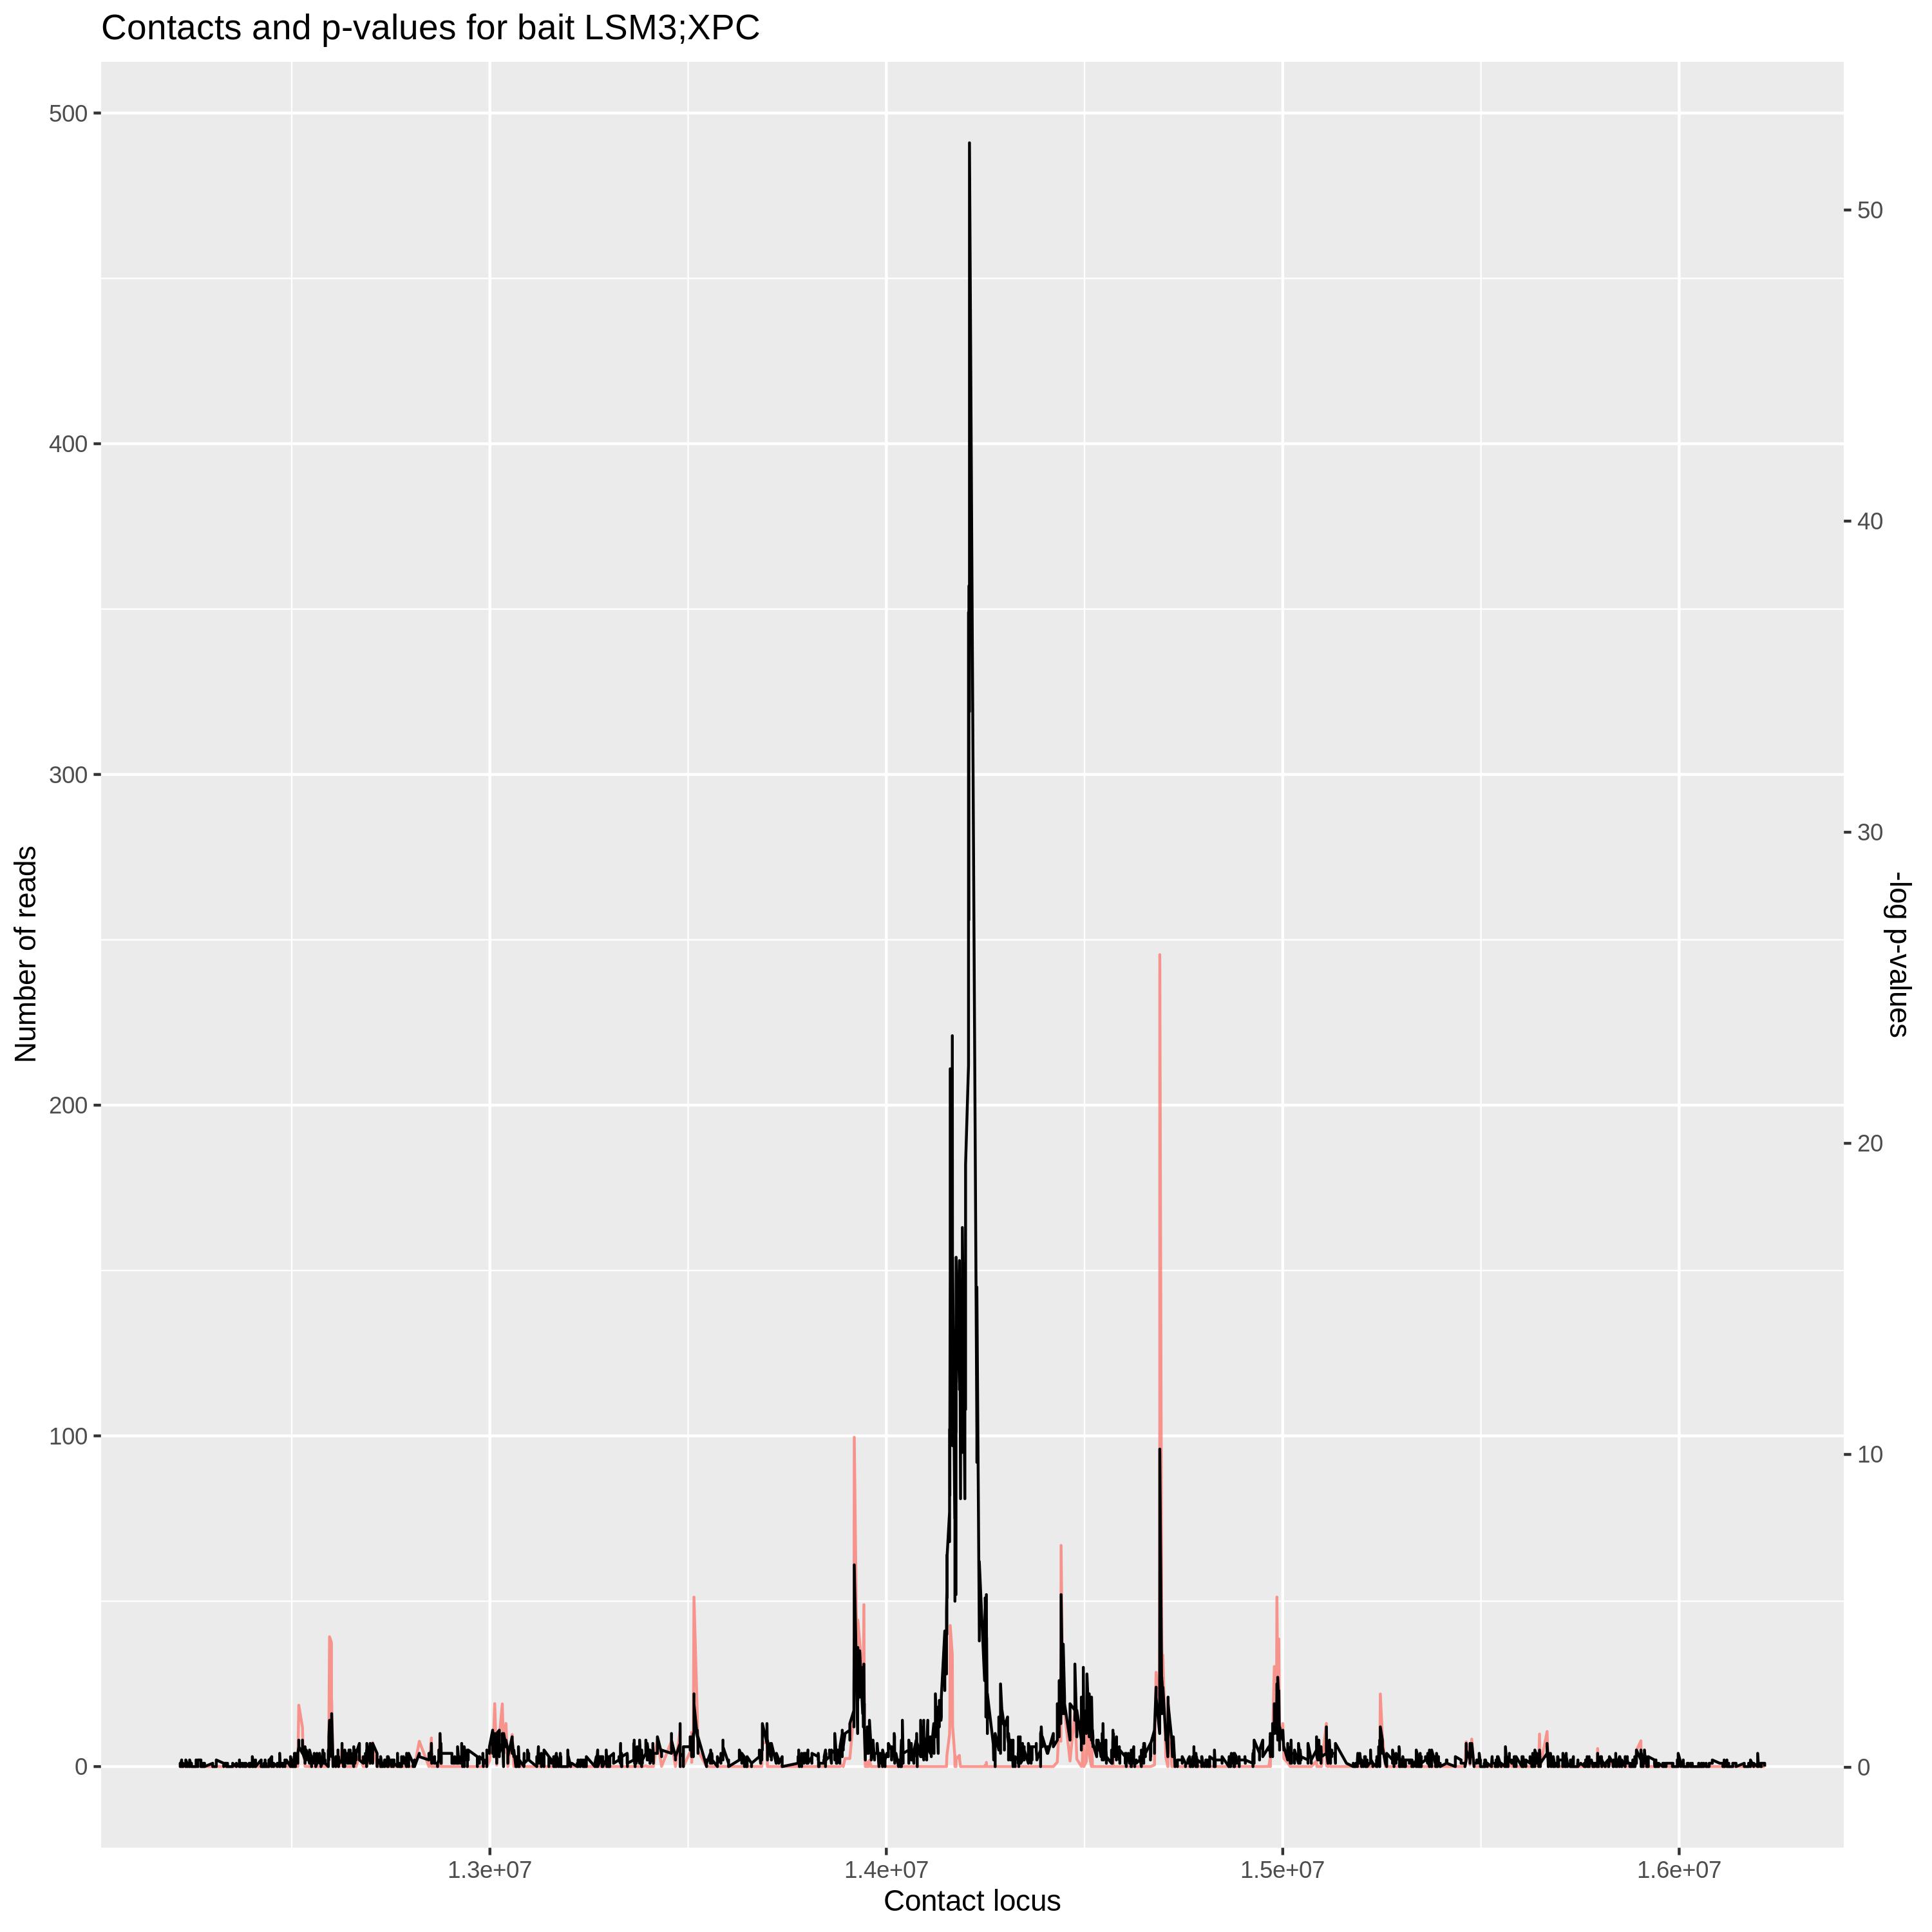 Contacts and p-values for bait LSM3;XPC
500
400
300
200
100
0
Number of reads
50
40
30
20
10
0
-log p-values
1.3e+07
1.4e+07
1.5e+07
1.6e+07
Contact locus